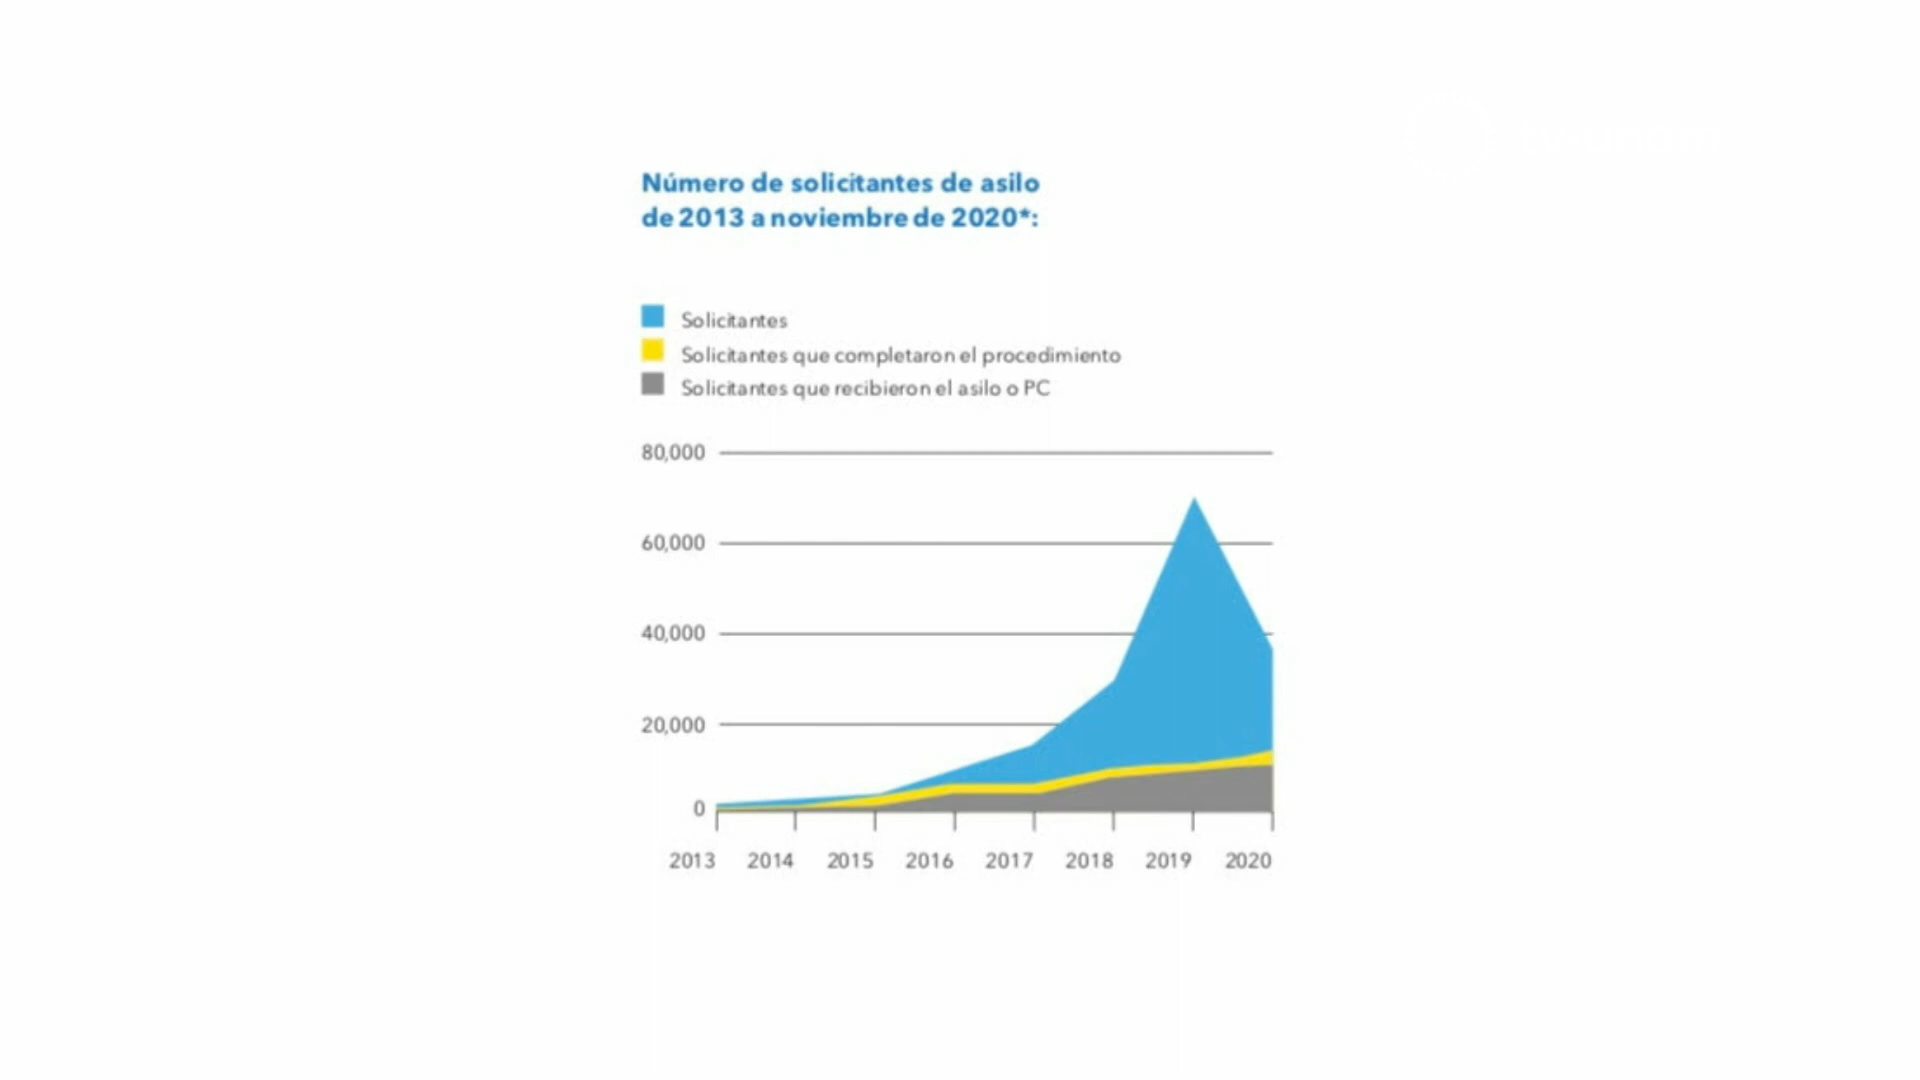 Número de solicitantes de asilo
de 2013 a noviembre de 2020*:
Solicitantes
Solicitantes que completaron el procedimiento
Solicitantes que recibieron el asilo o PC
80,000
60,000
40,000
20,000
0
2013 2014 2015 2016 2017 2018 2019 2020